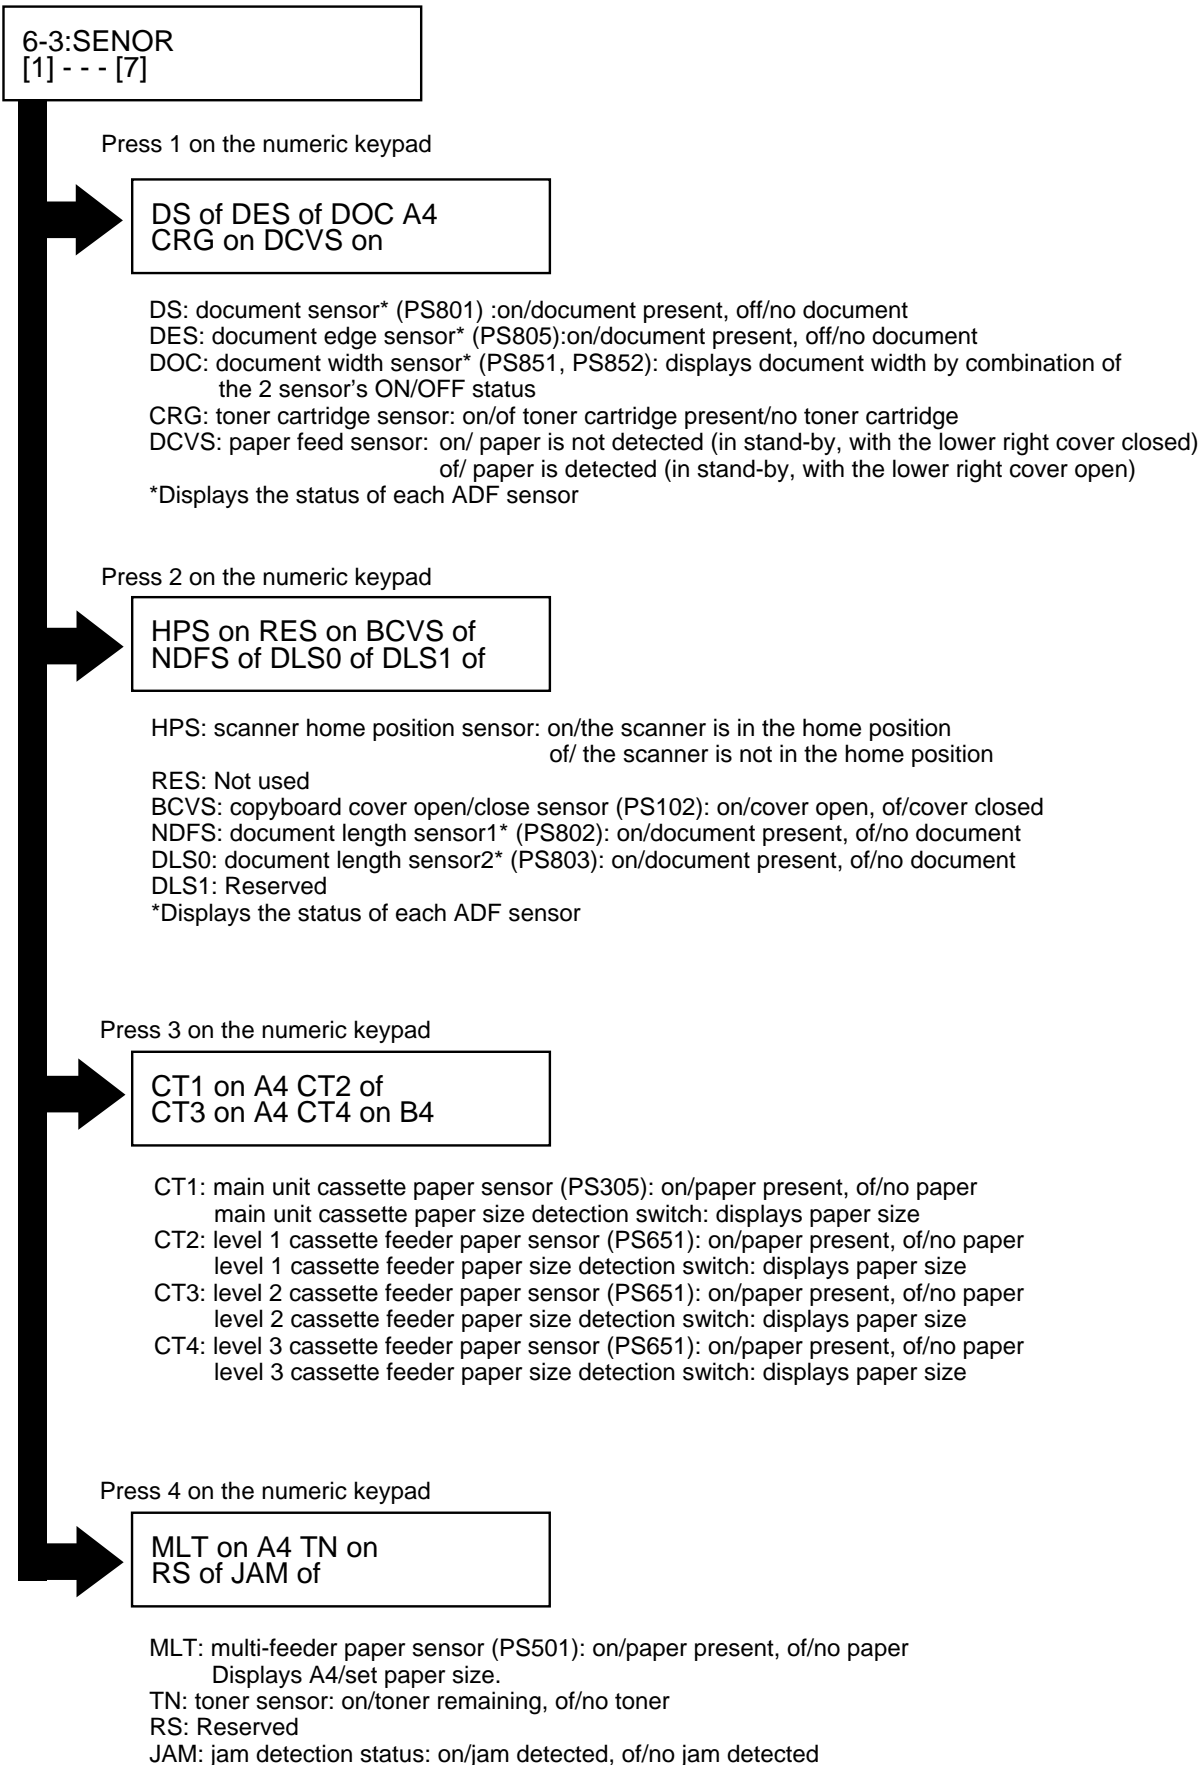 6-3:SENOR
[1] - - - [7]
Press 1 on the numeric keypad
DS of DES of DOC A4
CRG on DCVS on
DS: document sensor* (PS801) :on/document present, off/no document
DES: document edge sensor* (PS805):on/document present, off/no document
DOC: document width sensor* (PS851, PS852): displays document width by combination of
the 2 sensor's ON/OFF status
CRG: toner cartridge sensor: on/of toner cartridge present/no toner cartridge
DCVS: paper feed sensor: on/ paper is not detected (in stand-by, with the lower right cover closed)
of/ paper is detected (in stand-by, with the lower right cover open)
*Displays the status of each ADF sensor
Press 2 on the numeric keypad
HPS on RES on BCVS of
NDFS of DLS0 of DLS1 of
HPS: scanner home position sensor: on/the scanner is in the home position
of/ the scanner is not in the home position
RES: Not used
BCVS: copyboard cover open/close sensor (PS102): on/cover open, of/cover closed
NDFS: document length sensor1* (PS802): on/document present, of/no document
DLS0: document length sensor2* (PS803): on/document present, of/no document
DLS1: Reserved
*Displays the status of each ADF sensor
Press 3 on the numeric keypad
CT1 on A4 CT2 of
CT3 on A4 CT4 on B4
CT1: main unit cassette paper sensor (PS305): on/paper present, of/no paper
main unit cassette paper size detection switch: displays paper size
CT2: level 1 cassette feeder paper sensor (PS651): on/paper present, of/no paper
level 1 cassette feeder paper size detection switch: displays paper size
CT3: level 2 cassette feeder paper sensor (PS651): on/paper present, of/no paper
level 2 cassette feeder paper size detection switch: displays paper size
CT4: level 3 cassette feeder paper sensor (PS651): on/paper present, of/no paper
level 3 cassette feeder paper size detection switch: displays paper size
Press 4 on the numeric keypad
MLT on A4 TN on
RS of JAM of
MLT: multi-feeder paper sensor (PS501): on/paper present, of/no paper
Displays A4/set paper size.
TN: toner sensor: on/toner remaining, of/no toner
RS: Reserved
JAM: jam detection status: on/jam detected, of/no jam detected